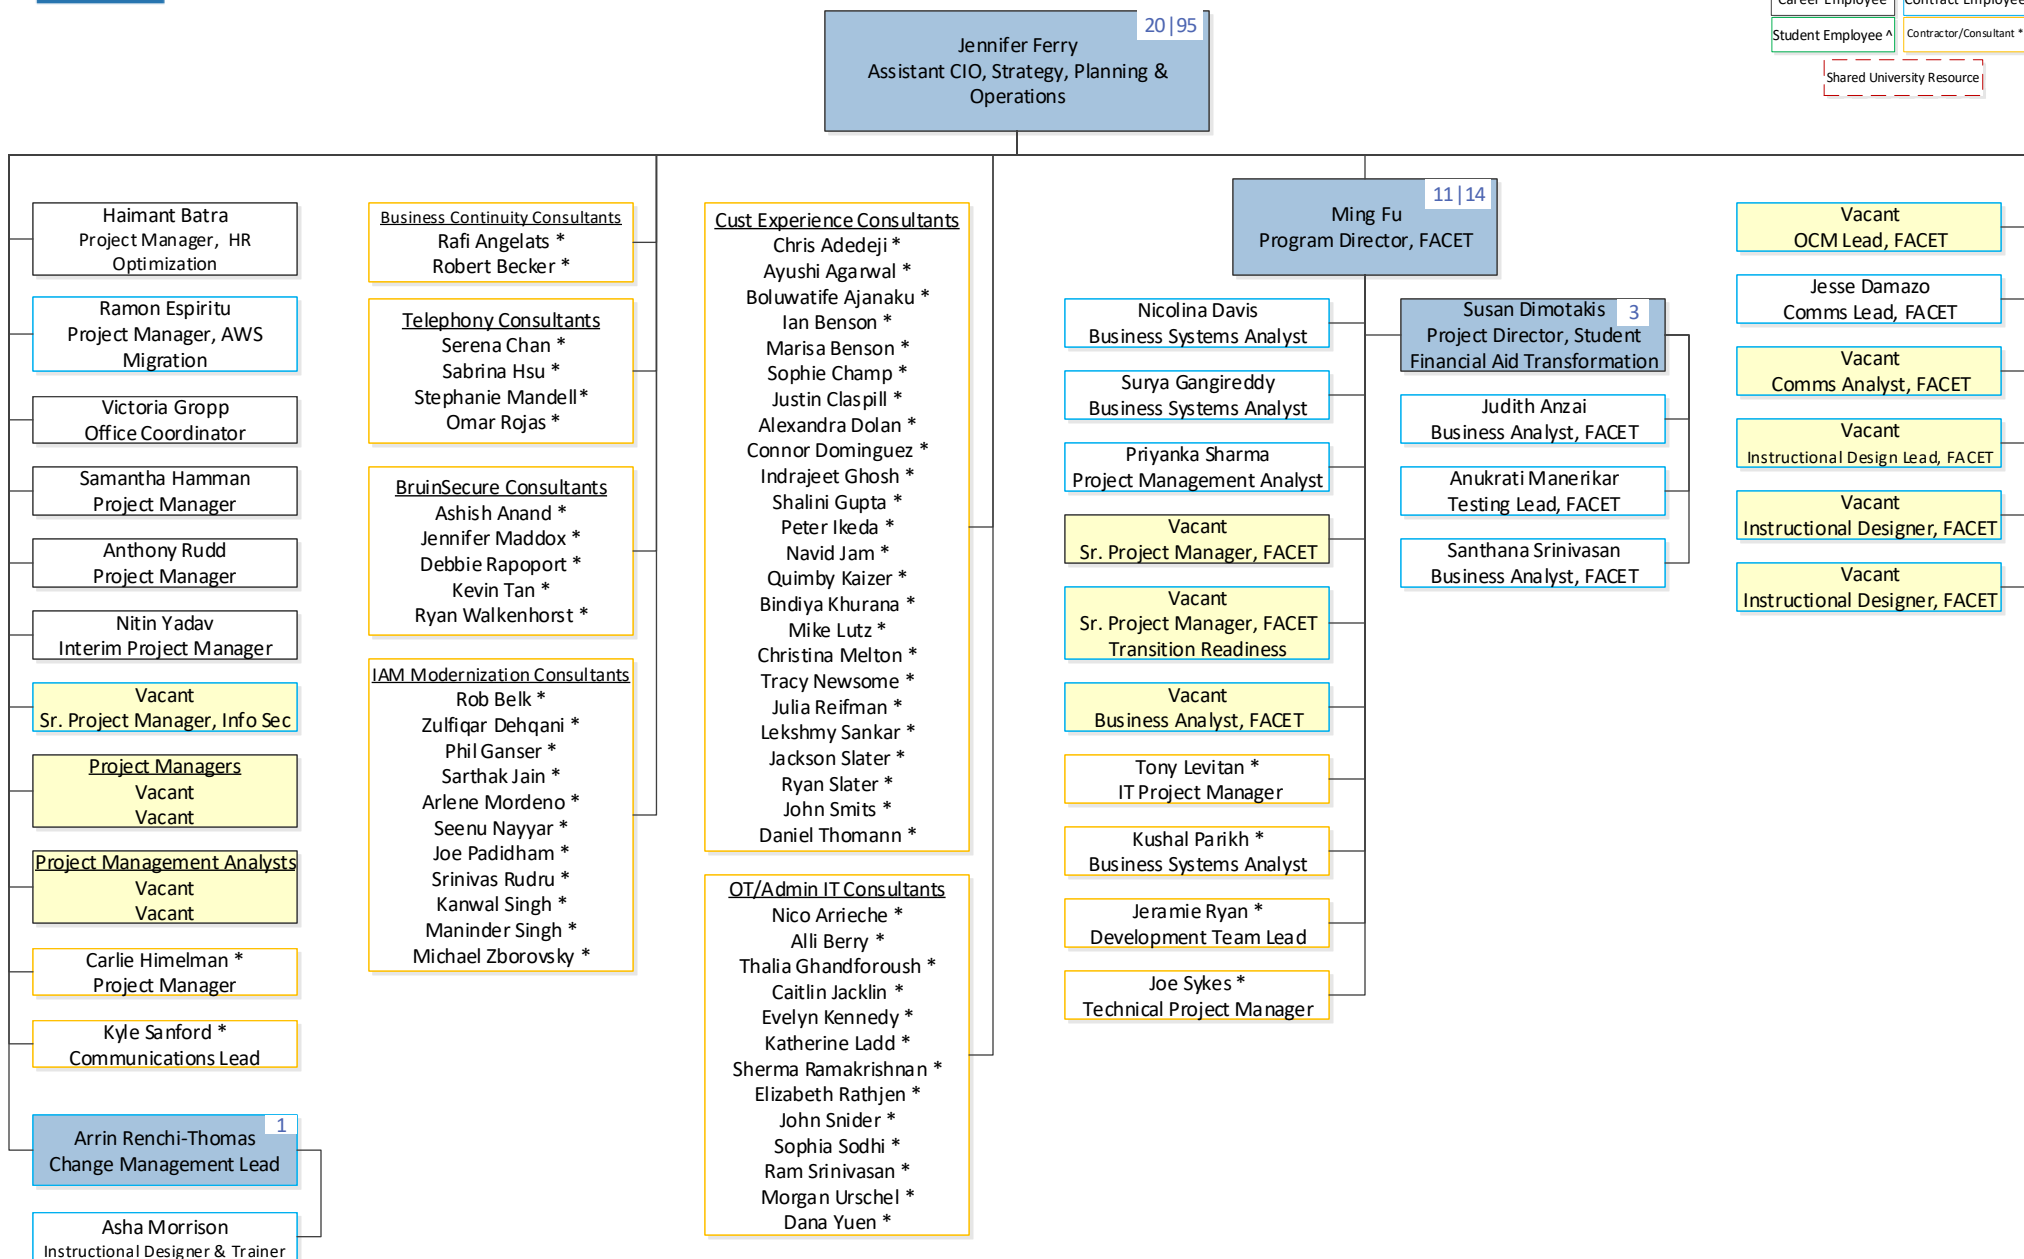 Career Employee
Contract Employee
Student Employee ^
Contractor/Consultant *
Shared University Resource
20|95
Jennifer Ferry
Assistant CIO, Strategy, Planning &
Operations
Haimant Batra
Project Manager, HR
Optimization
Ramon Espiritu
Project Manager, AWS
Migration
Victoria Gropp
Office Coordinator
Samantha Hamman
Project Manager
Anthony Rudd
Project Manager
Nitin Yadav
Interim Project Manager
Vacant
Sr. Project Manager, Info Sec
Project Managers
Vacant
Vacant
Project Management Analysts
Vacant
Vacant
Carlie Himelman *
Project Manager
Kyle Sanford *
Communications Lead
1
Arrin Renchi-Thomas
Change Management Lead
Asha Morrison
Instructional Designer & Trainer
Business Continuity Consultants
Rafi Angelats *
Robert Becker *
Telephony Consultants
Serena Chan *
Sabrina Hsu *
Stephanie Mandell*
Omar Rojas *
BruinSecure Consultants
Ashish Anand *
Jennifer Maddox *
Debbie Rapoport *
Kevin Tan *
Ryan Walkenhorst *
IAM Modernization Consultants
Rob Belk *
Zulfiqar Dehqani *
Phil Ganser *
Sarthak Jain *
Arlene Mordeno *
Seenu Nayyar *
Joe Padidham *
Srinivas Rudru *
Kanwal Singh *
Maninder Singh *
Michael Zborovsky *
Cust Experience Consultants
Chris Adedeji *
Ayushi Agarwal *
Boluwatife Ajanaku *
Ian Benson *
Marisa Benson *
Sophie Champ *
Justin Claspill *
Alexandra Dolan *
Connor Dominguez *
Indrajeet Ghosh *
Shalini Gupta *
Peter Ikeda *
Navid Jam *
Quimby Kaizer *
Bindiya Khurana *
Mike Lutz *
Christina Melton *
Tracy Newsome *
Julia Reifman *
Lekshmy Sankar *
Jackson Slater *
Ryan Slater *
John Smits *
Daniel Thomann *
OT/Admin IT Consultants
Nico Arrieche *
Alli Berry *
Thalia Ghandforoush *
Caitlin Jacklin *
Evelyn Kennedy *
Katherine Ladd *
Sherma Ramakrishnan *
Elizabeth Rathjen *
John Snider *
Sophia Sodhi *
Ram Srinivasan *
Morgan Urschel *
Dana Yuen *
11|14
Ming Fu
Program Director, FACET
Nicolina Davis
Business Systems Analyst
Surya Gangireddy
Business Systems Analyst
Priyanka Sharma
Project Management Analyst
Vacant
Sr. Project Manager, FACET
Vacant
Sr. Project Manager, FACET
Transition Readiness
Vacant
Business Analyst, FACET
Tony Levitan *
IT Project Manager
Kushal Parikh *
Business Systems Analyst
Jeramie Ryan *
Development Team Lead
Joe Sykes *
Technical Project Manager
3
Susan Dimotakis
Project Director, Student
Financial Aid Transformation
Judith Anzai
Business Analyst, FACET
Anukrati Manerikar
Testing Lead, FACET
Santhana Srinivasan
Business Analyst, FACET
Vacant
OCM Lead, FACET
Jesse Damazo
Comms Lead, FACET
Vacant
Comms Analyst, FACET
Vacant
Instructional Design Lead, FACET
Vacant
Instructional Designer, FACET
Vacant
Instructional Designer, FACET